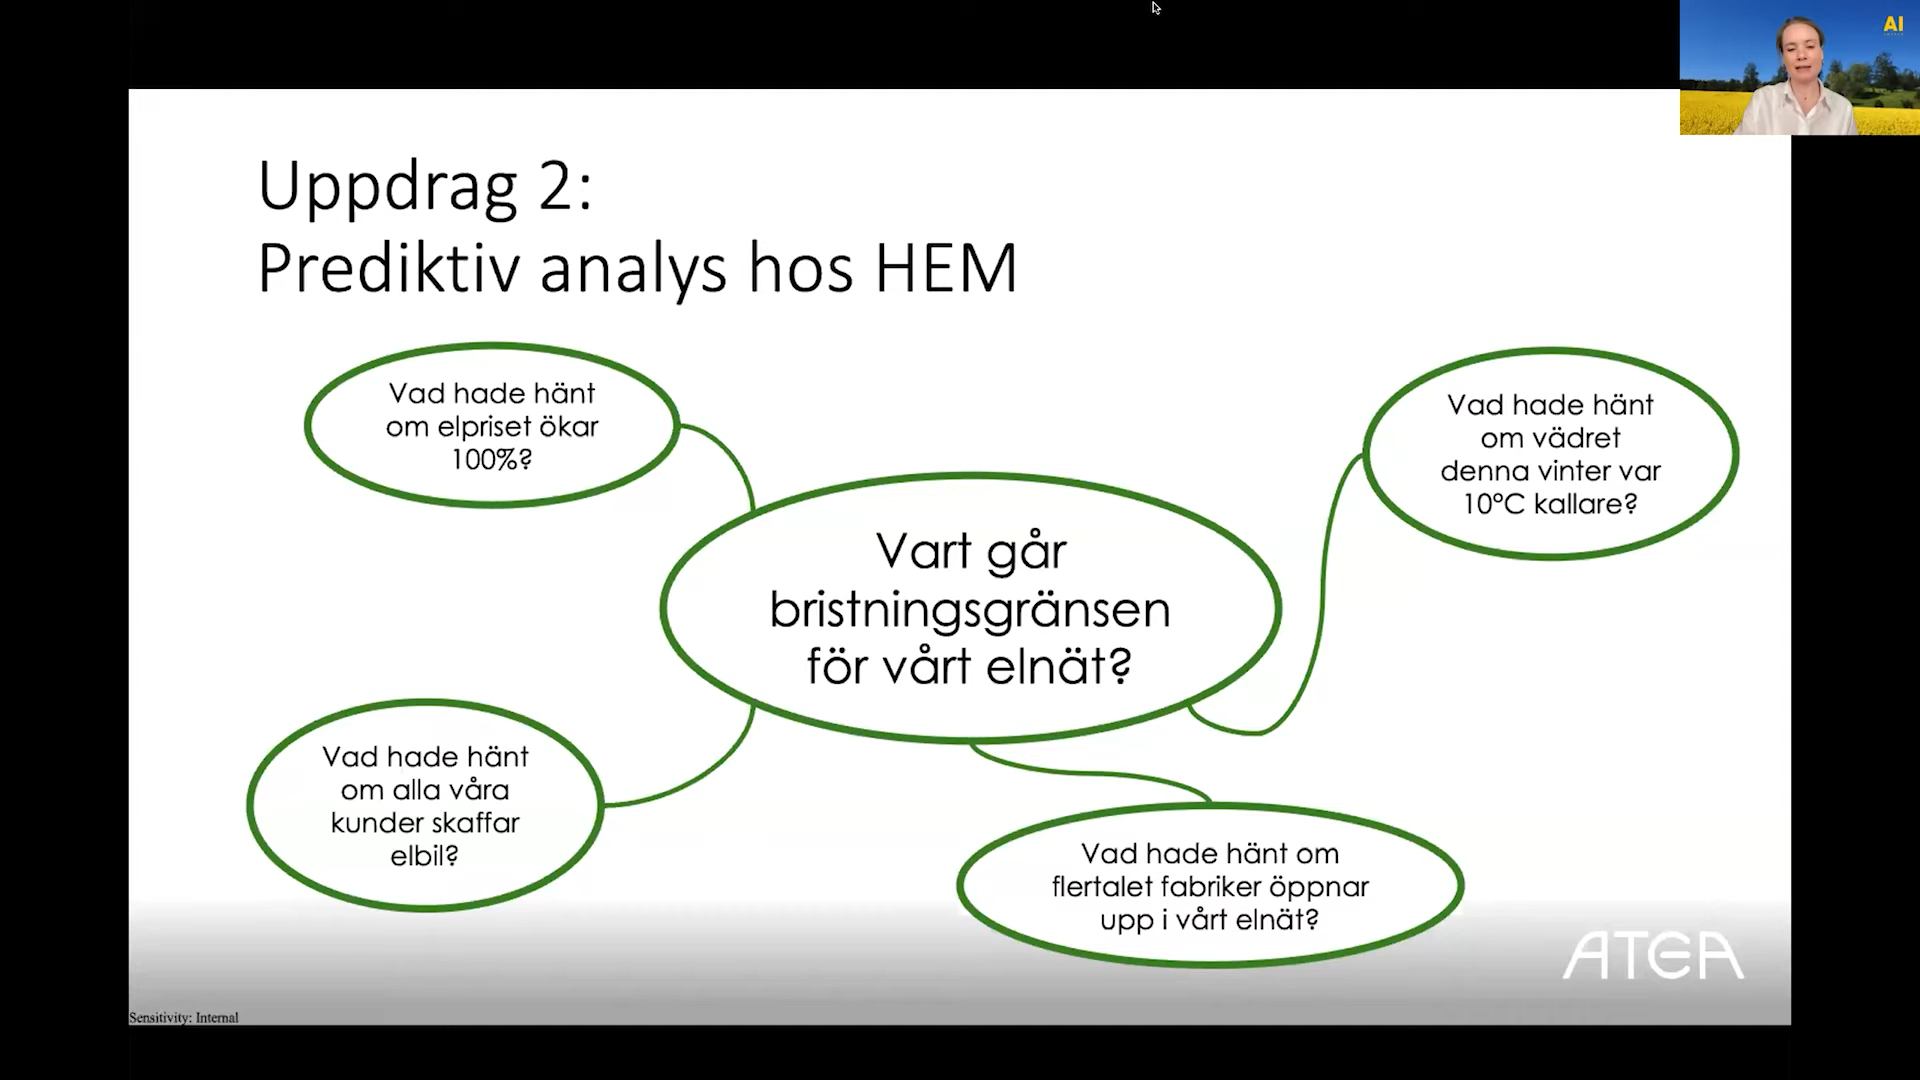 AI
Uppdrag 2:
Prediktiv analys hos HEM
Vad hade hänt
om elpriset ökar
100%?
Vad hade hänt
om vädret
denna vinter var
10°C kallare?
Vart går
bristningsgränsen
för vårt elnät?
Vad hade hänt
om alla våra
kunder skaffar
elbil?
Vad hade hänt om
flertalet fabriker öppnar
upp i vårt elnät?
ATEA
Sensitivity: Internal